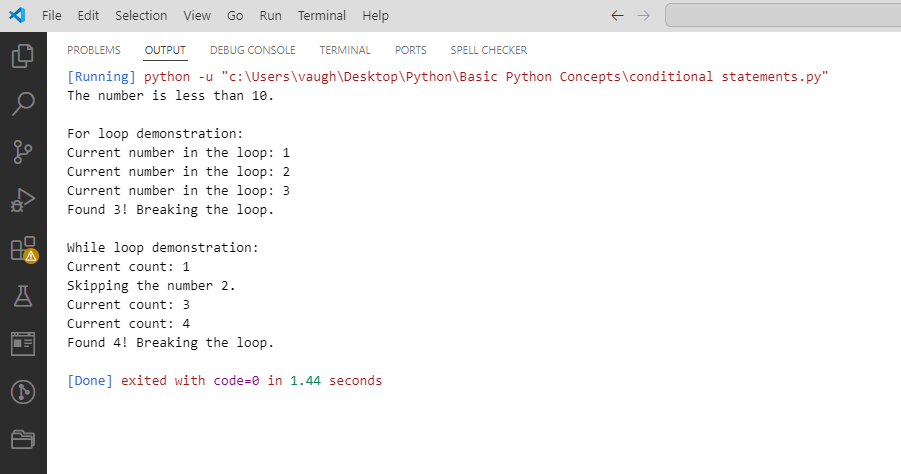 File Edit Selection View Go Run Terminal Help
PROBLEMS OUTPUT DEBUG CONSOLE TERMINAL PORTS SPELL CHECKER
[Running] python -u "c:\Users\vaugh\Desktop\Python\Basic Python Concepts\conditional statements.py"
The number is less than 10.
For loop demonstration:
Current number in the loop: 1
Current number in the loop: 2
Current number in the loop: 3
Found 3! Breaking the loop.
While loop demonstration:
Current count: 1
Skipping the number 2.
Current count: 3
Current count: 4
Found 4! Breaking the loop.
[Done] exited with code=0 in 1.44 seconds